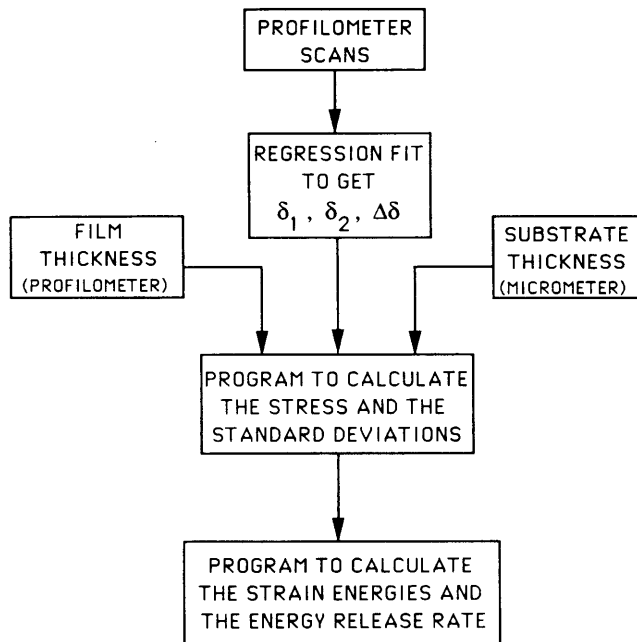 PROFILOMETER
SCANS
REGRESSION FIT
TO GET
δ₁ , δ₂ , Δδ
FILM
THICKNESS
(PROFILOMETER)
SUBSTRATE
THICKNESS
(MICROMETER)
PROGRAM TO CALCULATE
THE STRESS AND THE
STANDARD DEVIATIONS
PROGRAM TO CALCULATE
THE STRAIN ENERGIES AND
THE ENERGY RELEASE RATE